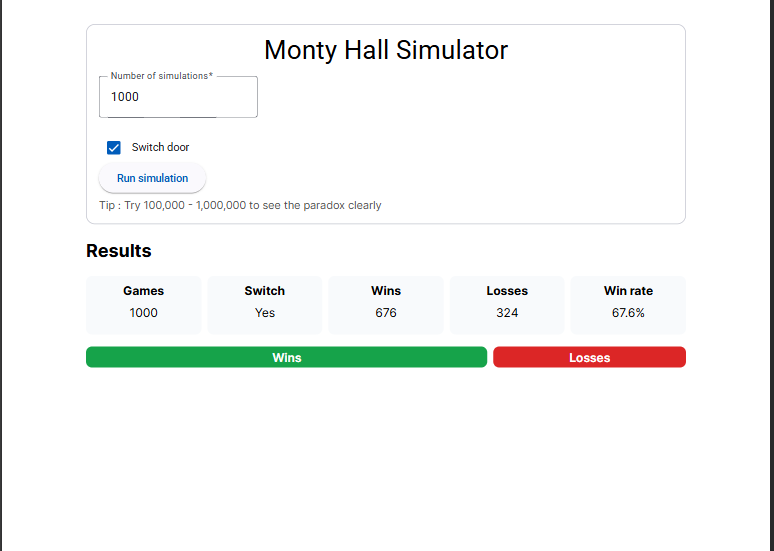 Monty Hall Simulator
Number of simulations*
1000
Switch door
Run simulation
Tip : Try 100,000 - 1,000,000 to see the paradox clearly
Results
Games Switch Wins Losses Win rate
1000 Yes 676 324 67.6%
Wins Losses